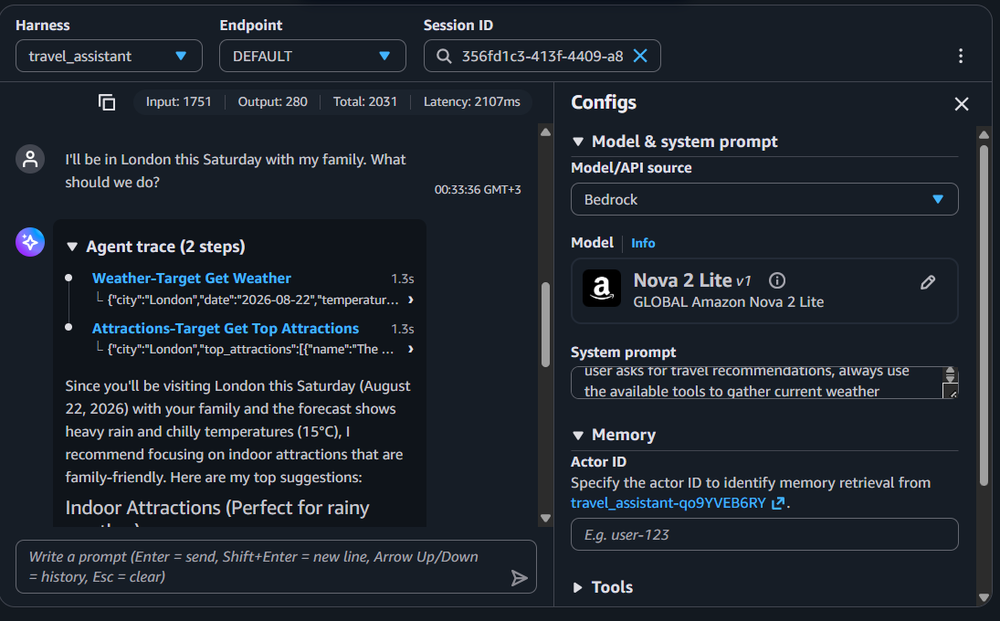 Harness
Endpoint
Session ID
travel_assistant
DEFAULT
356fd1c3-413f-4409-a8
Input: 1751
Output: 280
Total: 2031
Latency: 2107ms
I'll be in London this Saturday with my family. What
should we do?
00:33:36 GMT+3
Agent trace (2 steps)
Weather-Target Get Weather
1.3s
{"city":"London","date":"2026-08-22","temperatur...
Attractions-Target Get Top Attractions
1.3s
{"city":"London","top_attractions":[{"name":"The ...
Since you'll be visiting London this Saturday (August
22, 2026) with your family and the forecast shows
heavy rain and chilly temperatures (15°C), I
recommend focusing on indoor attractions that are
family-friendly. Here are my top suggestions:
Indoor Attractions (Perfect for rainy
Write a prompt (Enter = send, Shift+Enter = new line, Arrow Up/Down
= history, Esc = clear)
Configs
Model & system prompt
Model/API source
Bedrock
Model
Info
Nova 2 Lite v1
GLOBAL Amazon Nova 2 Lite
System prompt
user asks for travel recommendations, always use
the available tools to gather current weather
Memory
Actor ID
Specify the actor ID to identify memory retrieval from
travel_assistant-qo9YVEB6RY.
E.g. user-123
Tools